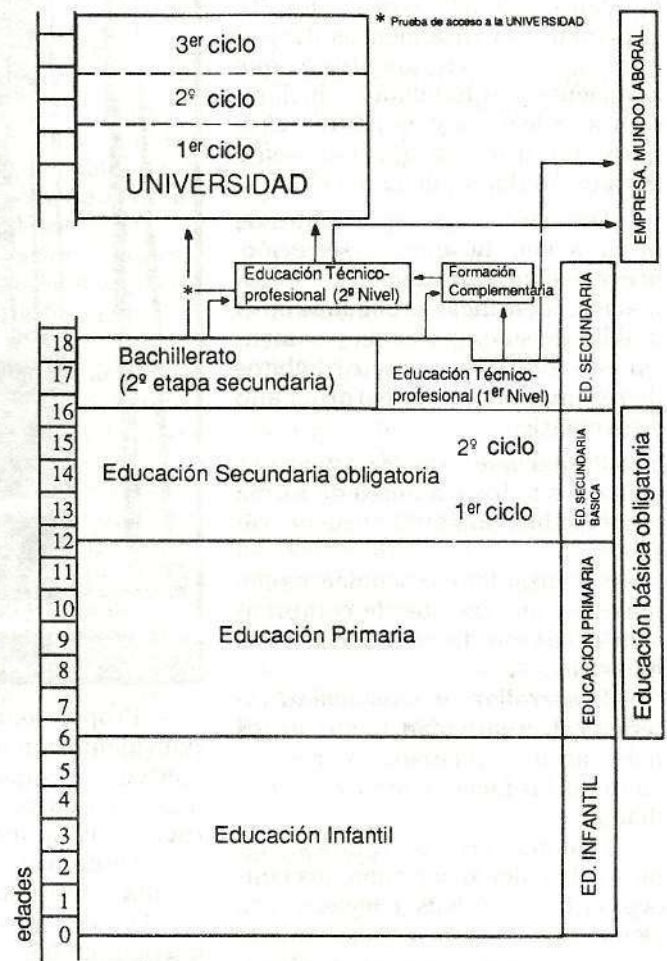 * Prueba de acceso a la UNIVERSIDAD
3er ciclo
2º ciclo
1er ciclo
UNIVERSIDAD
EMPRESA, MUNDO LABORAL
Educación Técnico-
profesional (2º Nivel)
Formación
Complementaria
*
Bachillerato
(2º etapa secundaria)
Educación Técnico-
profesional (1er Nivel)
ED. SECUNDARIA
2º ciclo
Educación Secundaria obligatoria
1er ciclo
ED. SECUNDARIA
BASICA
Educación Primaria
EDUCACION PRIMARIA
Educación básica obligatoria
Educación Infantil
ED. INFANTIL
edades
18
17
16
15
14
13
12
11
10
9
8
7
6
5
4
3
2
1
0